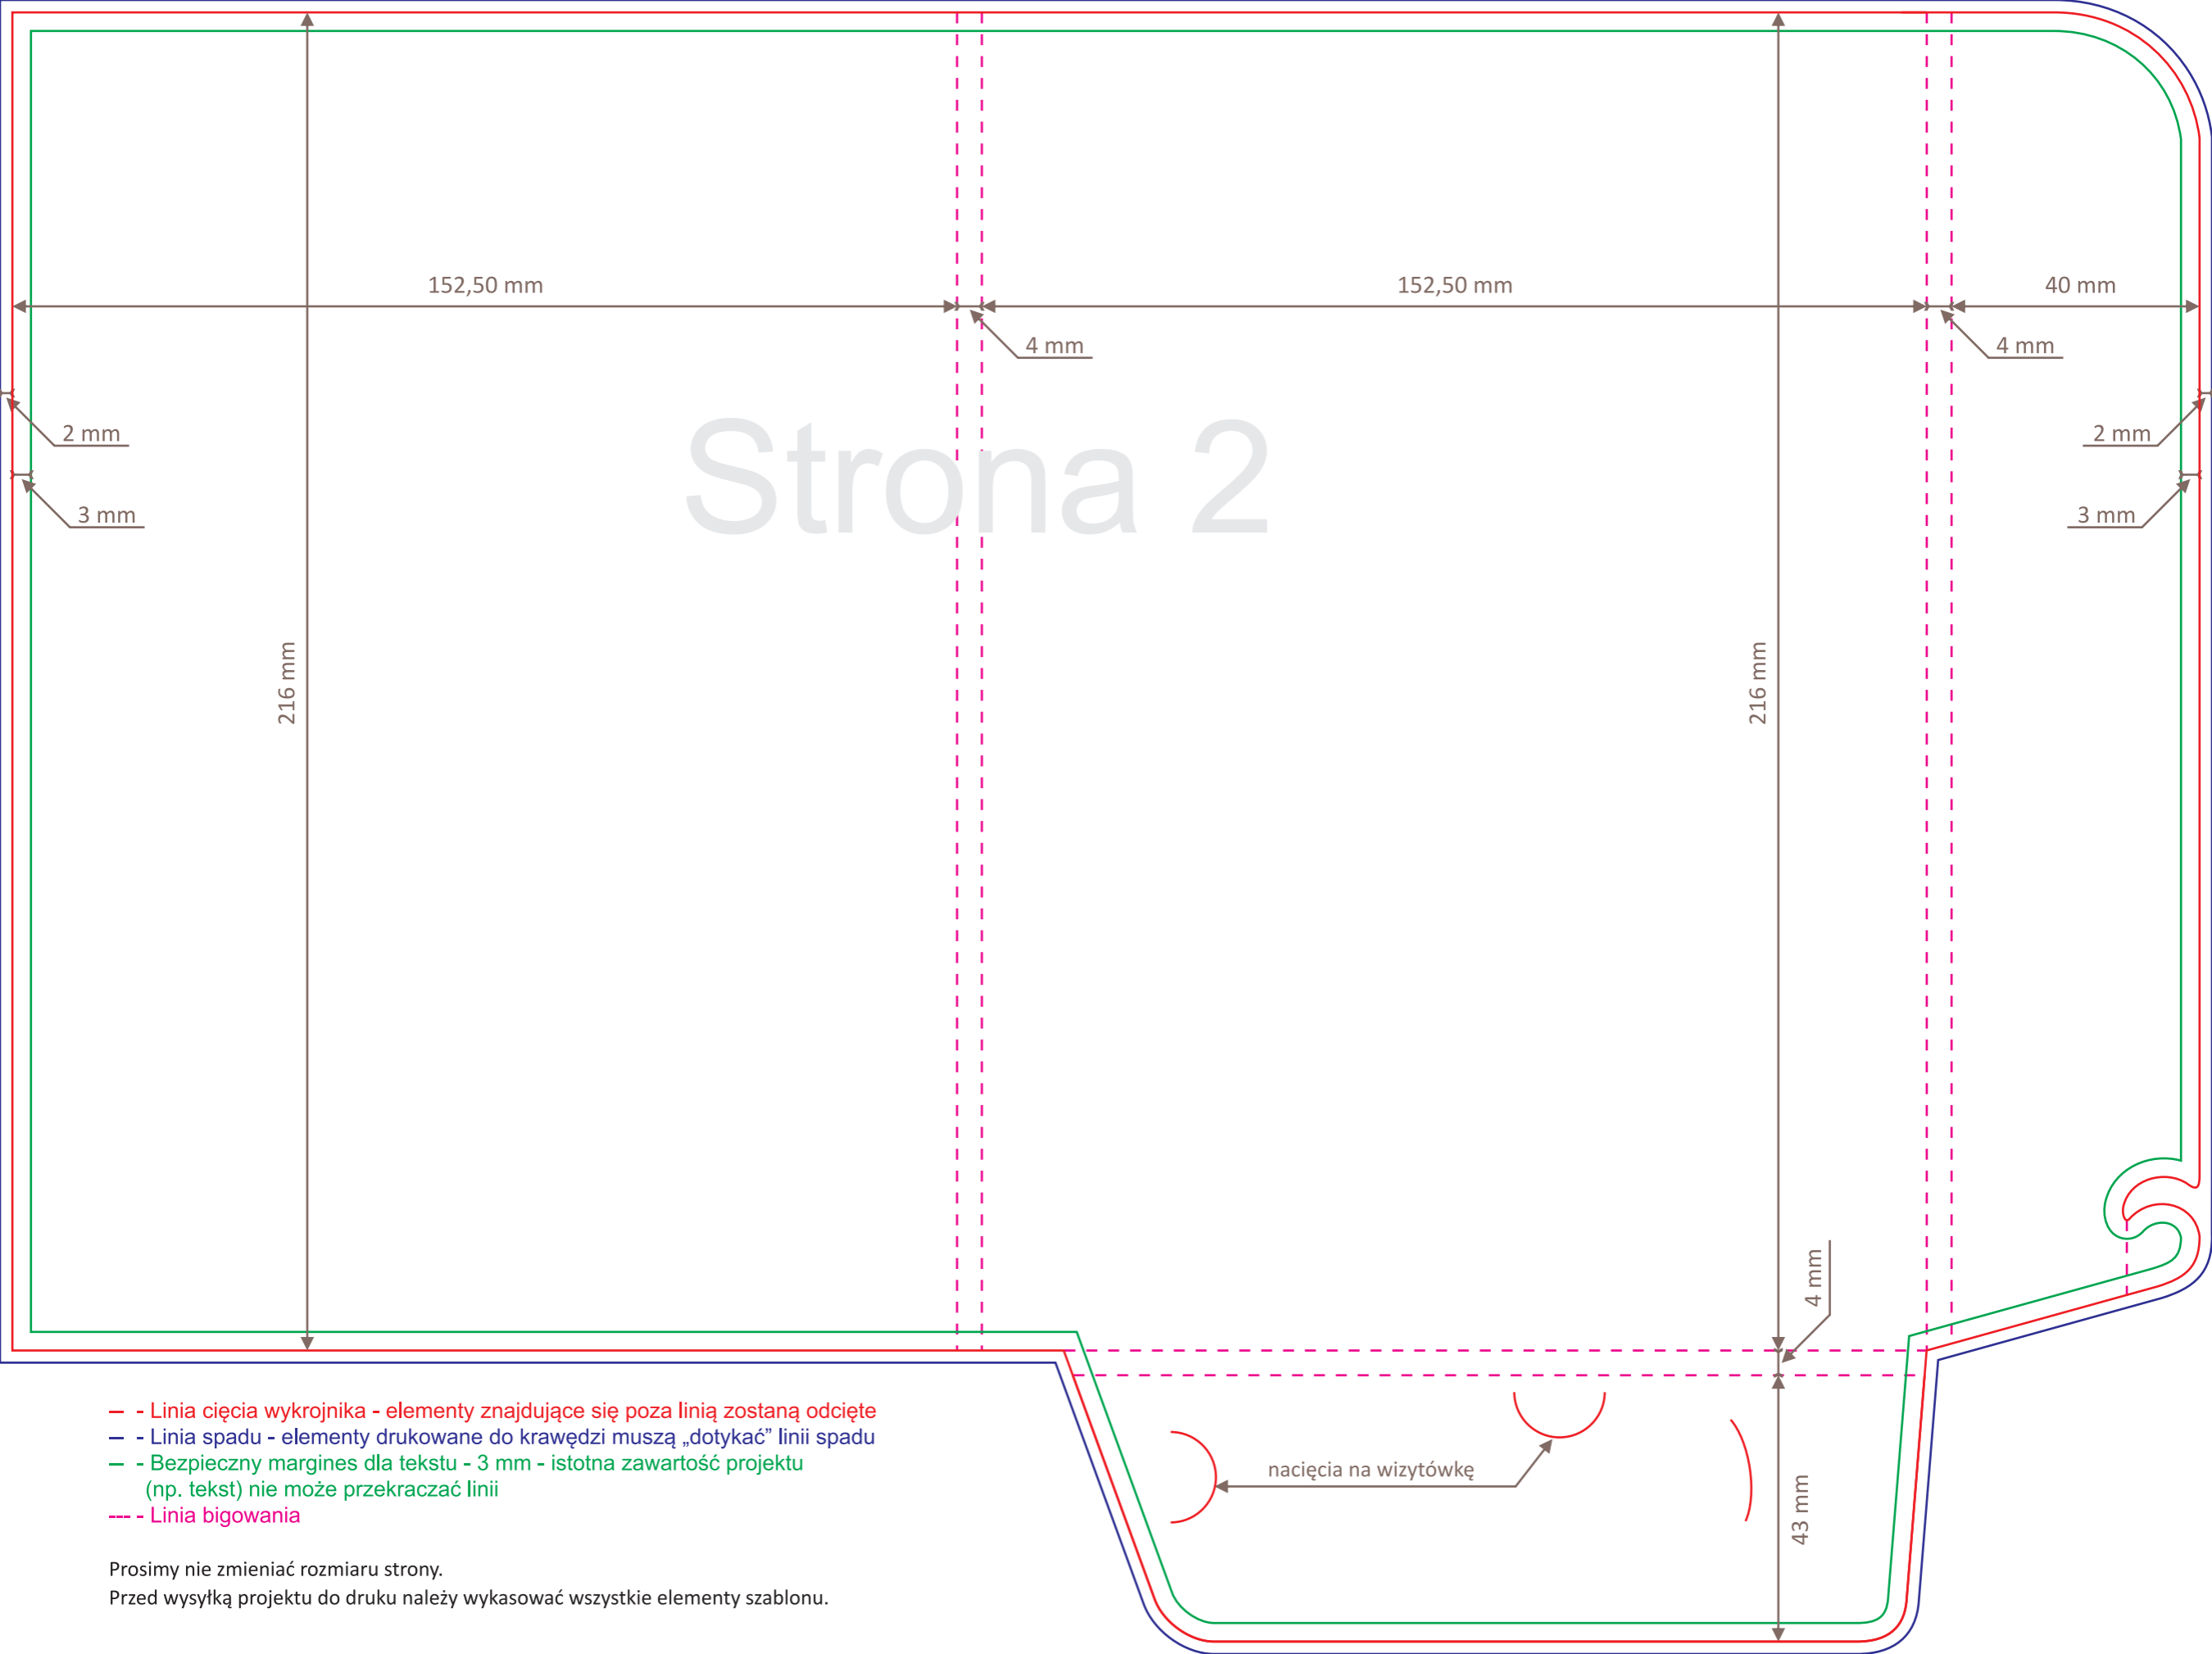 152,50 mm
152,50 mm
40 mm
4 mm
4 mm
2 mm
2 mm
3 mm
3 mm
Strona 2
216 mm
216 mm
4 mm
43 mm
nacięcia na wizytówkę
- Linia cięcia wykrojnika - elementy znajdujące się poza linią zostaną odcięte
- Linia spadu - elementy drukowane do krawędzi muszą „dotykać” linii spadu
- Bezpieczny margines dla tekstu - 3 mm - istotna zawartość projektu
(np. tekst) nie może przekraczać linii
- Linia bigowania
Prosimy nie zmieniać rozmiaru strony.
Przed wysyłką projektu do druku należy wykasować wszystkie elementy szablonu.